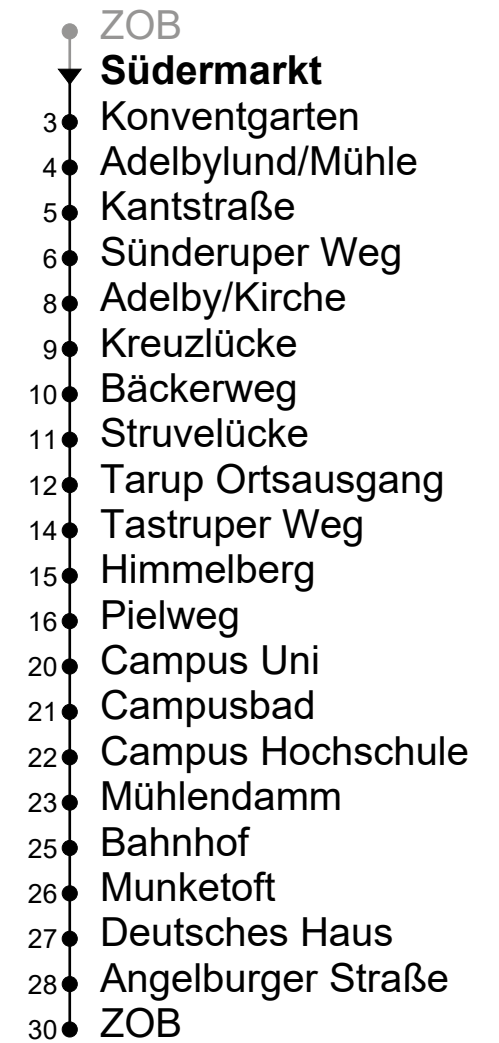 ZOB
Südermarkt
3 Konventgarten
4 Adelbylund/Mühle
5 Kantstraße
6 Sünderuper Weg
8 Adelby/Kirche
9 Kreuzlücke
10 Bäckerweg
11 Struvelücke
12 Tarup Ortsausgang
14 Tastruper Weg
15 Himmelberg
16 Pielweg
20 Campus Uni
21 Campusbad
22 Campus Hochschule
23 Mühlendamm
25 Bahnhof
26 Munketoft
27 Deutsches Haus
28 Angelburger Straße
30 ZOB